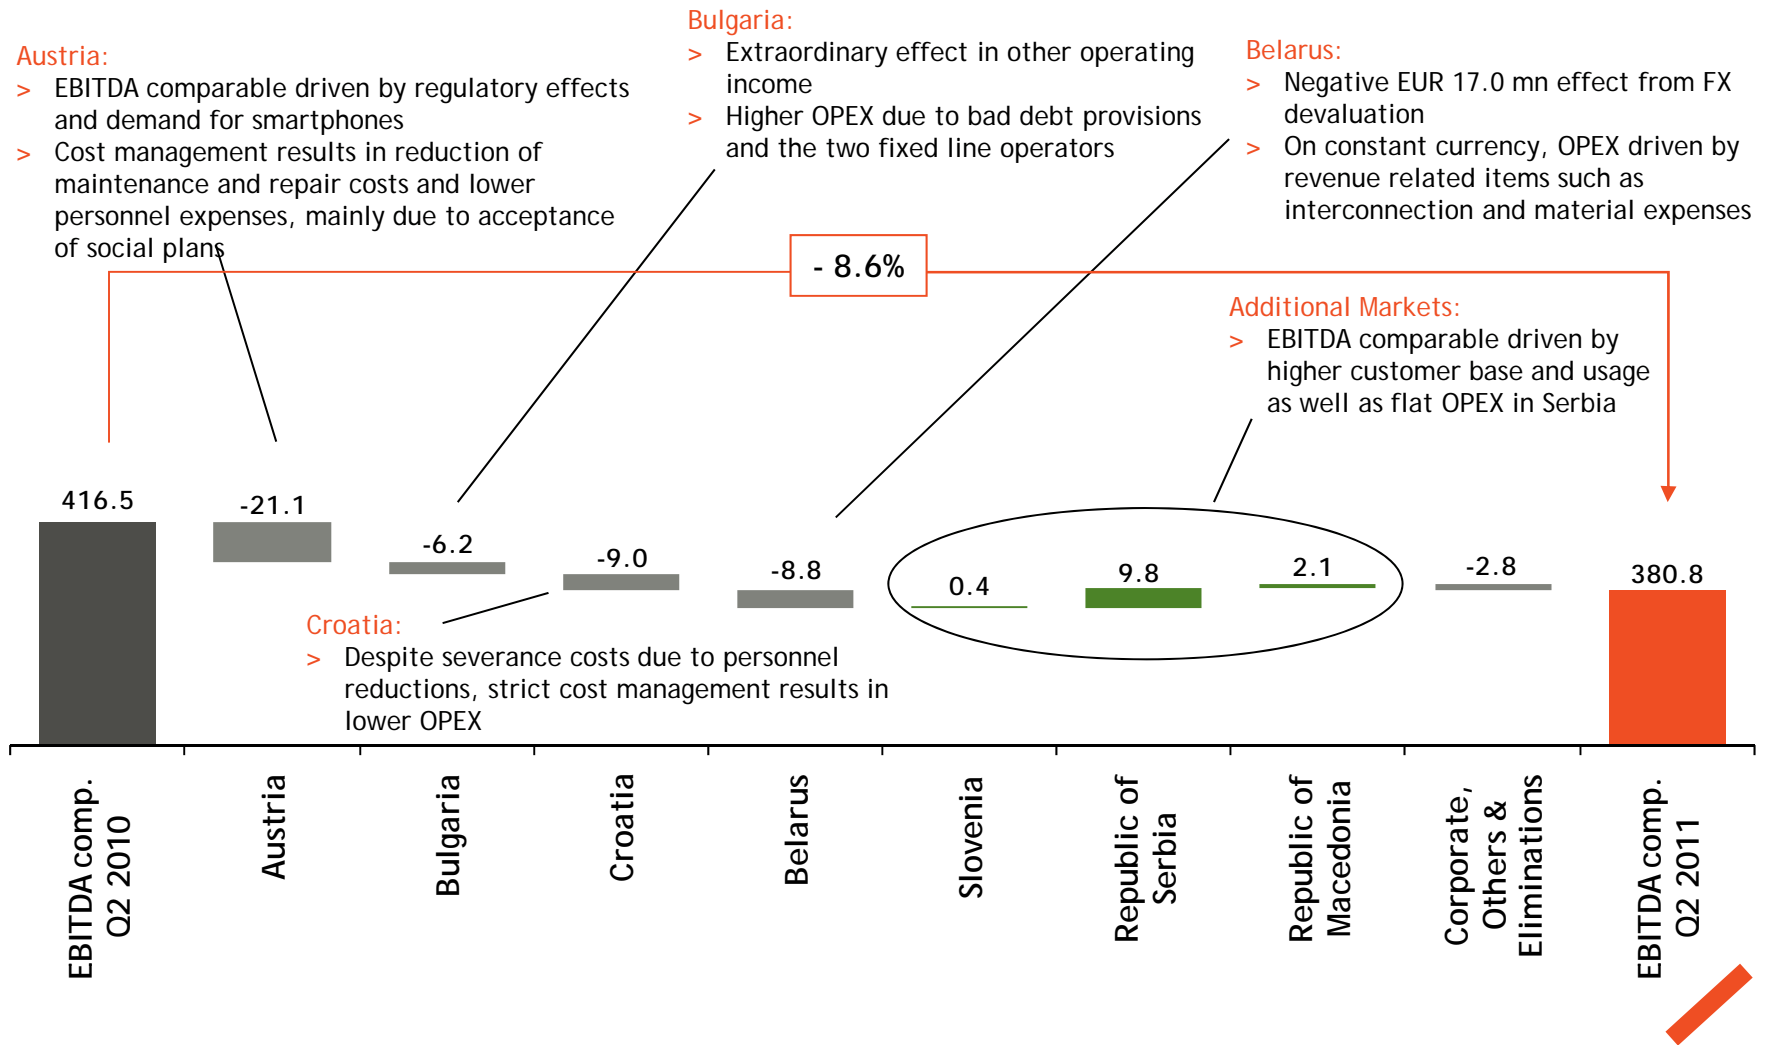 Bulgaria:
> Extraordinary effect in other operating
income
> Higher OPEX due to bad debt provisions
and the two fixed line operators
Austria:
> EBITDA comparable driven by regulatory effects
and demand for smartphones
> Cost management results in reduction of
maintenance and repair costs and lower
personnel expenses, mainly due to acceptance
of social plans
Belarus:
> Negative EUR 17.0 mn effect from FX
devaluation
> On constant currency, OPEX driven by
revenue related items such as
interconnection and material expenses
- 8.6%
Additional Markets:
> EBITDA comparable driven by
higher customer base and usage
as well as flat OPEX in Serbia
416.5
-21.1
-6.2
-9.0
-8.8
0.4
9.8
2.1
-2.8
380.8
Croatia:
> Despite severance costs due to personnel
reductions, strict cost management results in
lower OPEX
EBITDA comp.
Q2 2010
Austria
Bulgaria
Croatia
Belarus
Slovenia
Republic of
Serbia
Republic of
Macedonia
Corporate,
Others &
Eliminations
EBITDA comp.
Q2 2011